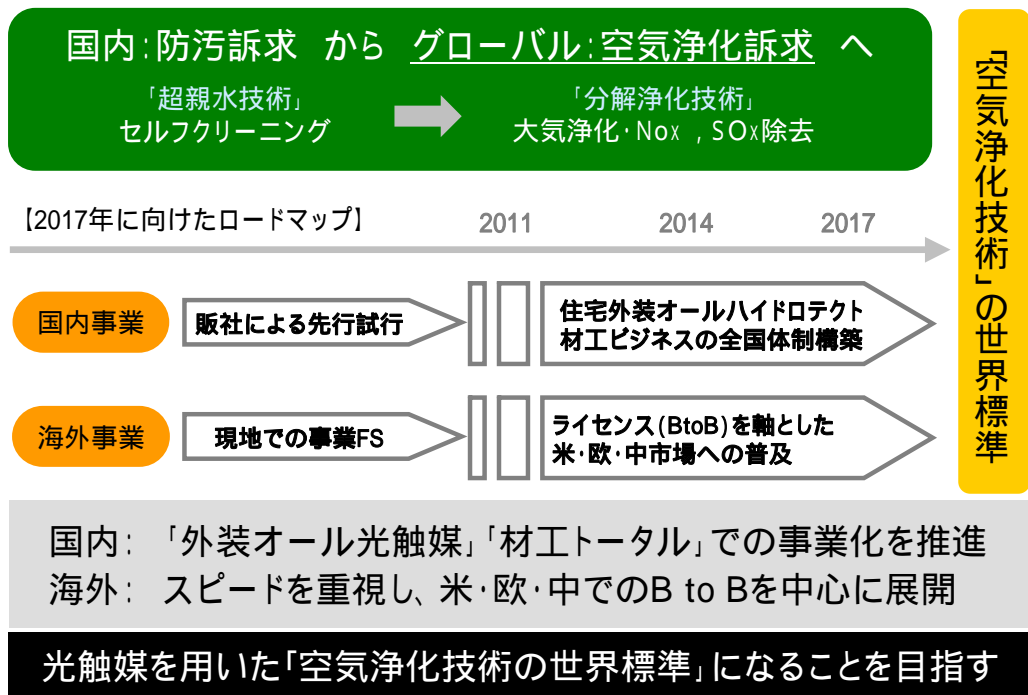 国内：防汚訴求 から グローバル：空気浄化訴求 へ
「超親水技術」
セルフクリーニング
「分解浄化技術」
大気浄化・Nox , SOx除去
「空気浄化技術」の世界標準
【2017年に向けたロードマップ】
2011
2014
2017
国内事業
販社による先行試行
住宅外装オールハイドロテクト
材工ビジネスの全国体制構築
海外事業
現地での事業FS
ライセンス(BtoB)を軸とした
米・欧・中市場への普及
国内： 「外装オール光触媒」「材工トータル」での事業化を推進
海外： スピードを重視し、米・欧・中でのB to Bを中心に展開
光触媒を用いた「空気浄化技術の世界標準」になることを目指す